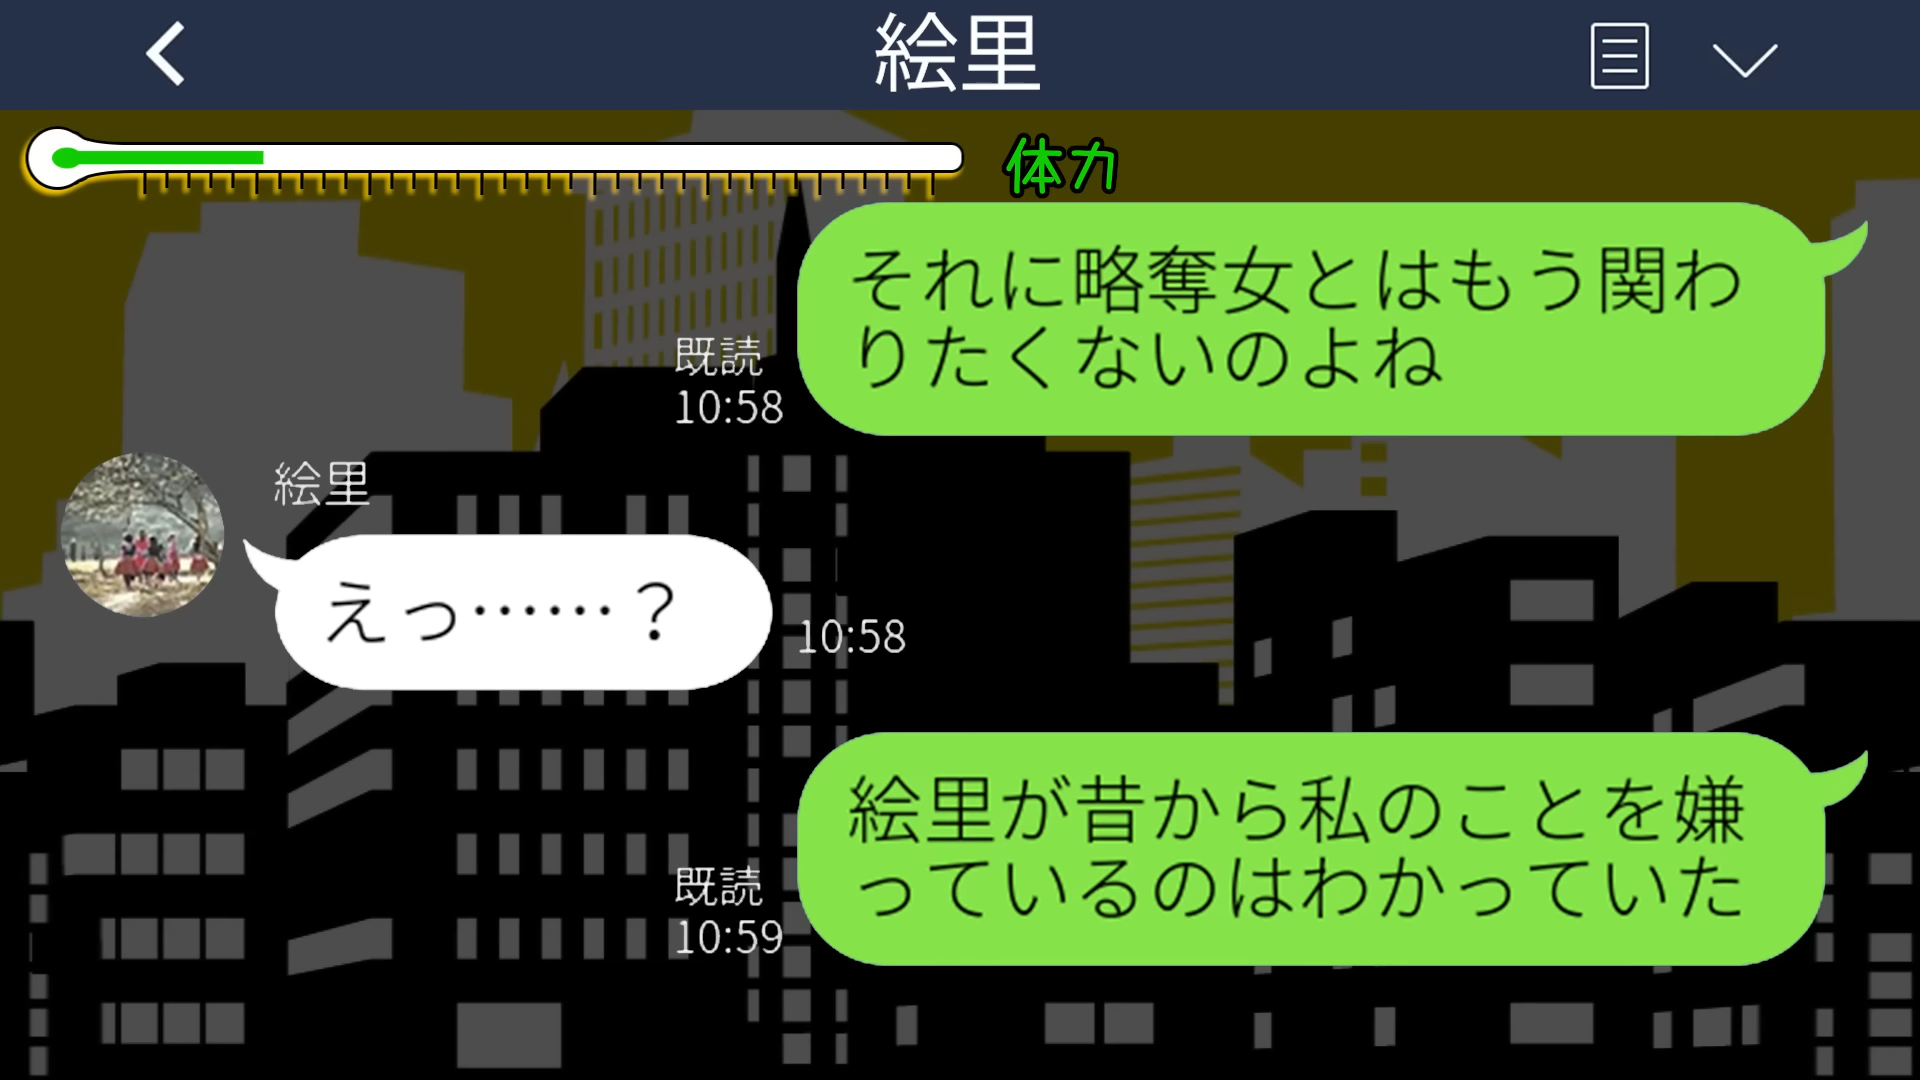 絵里
体力
それに略奪女とはもう関わ
りたくないのよね
既読
10:58
絵里
えっ……？
10:58
絵里が昔から私のことを嫌
っているのはわかっていた
既読
10:59